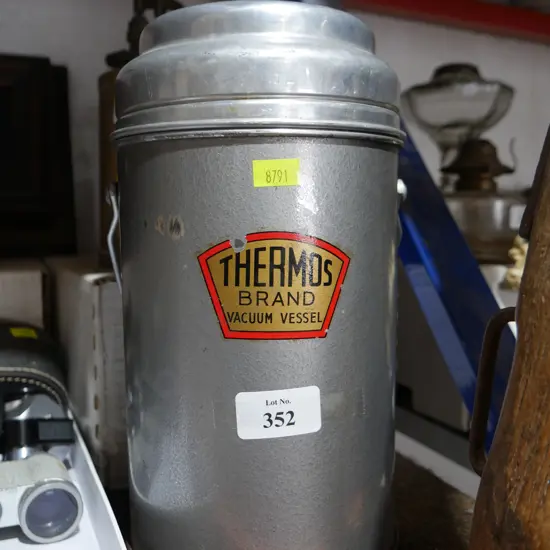 8791
THERMOS
BRAND
VACUUM VESSEL
Lot No.
352